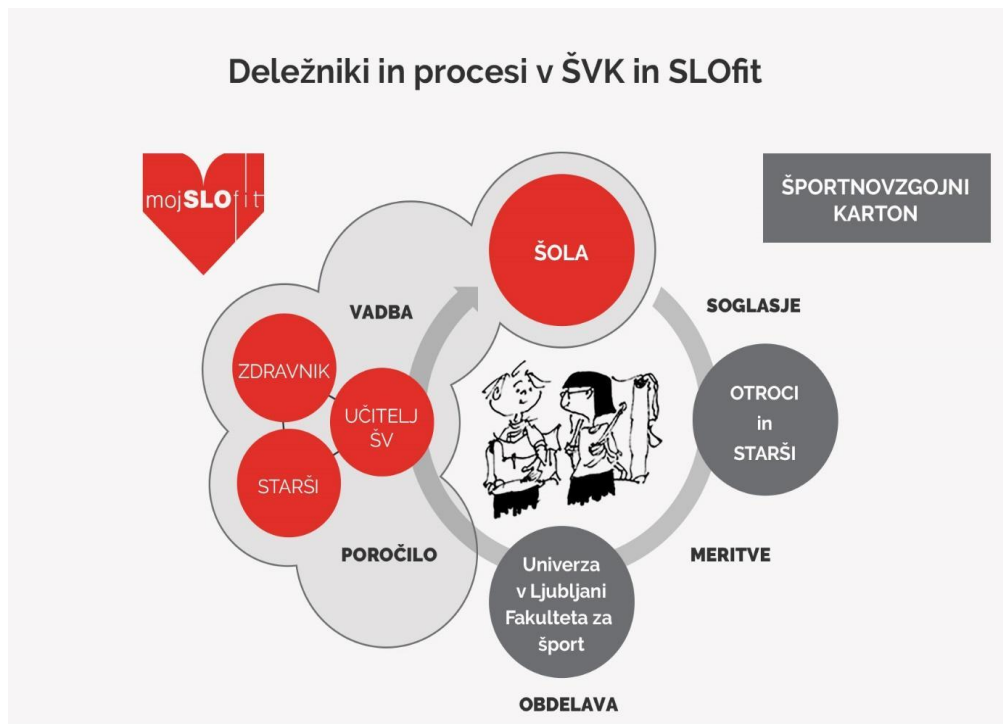 Deležniki in procesi v ŠVK in SLOfit
mojSLOfit
ŠPORTNOVZGOJNI
KARTON
ŠOLA
VADBA
SOGLASJE
ZDRAVNIK
UČITELJ
ŠV
STARŠI
OTROCI
in
STARŠI
POROČILO
MERITVE
Univerza
v Ljubljani
Fakulteta za
šport
OBDELAVA